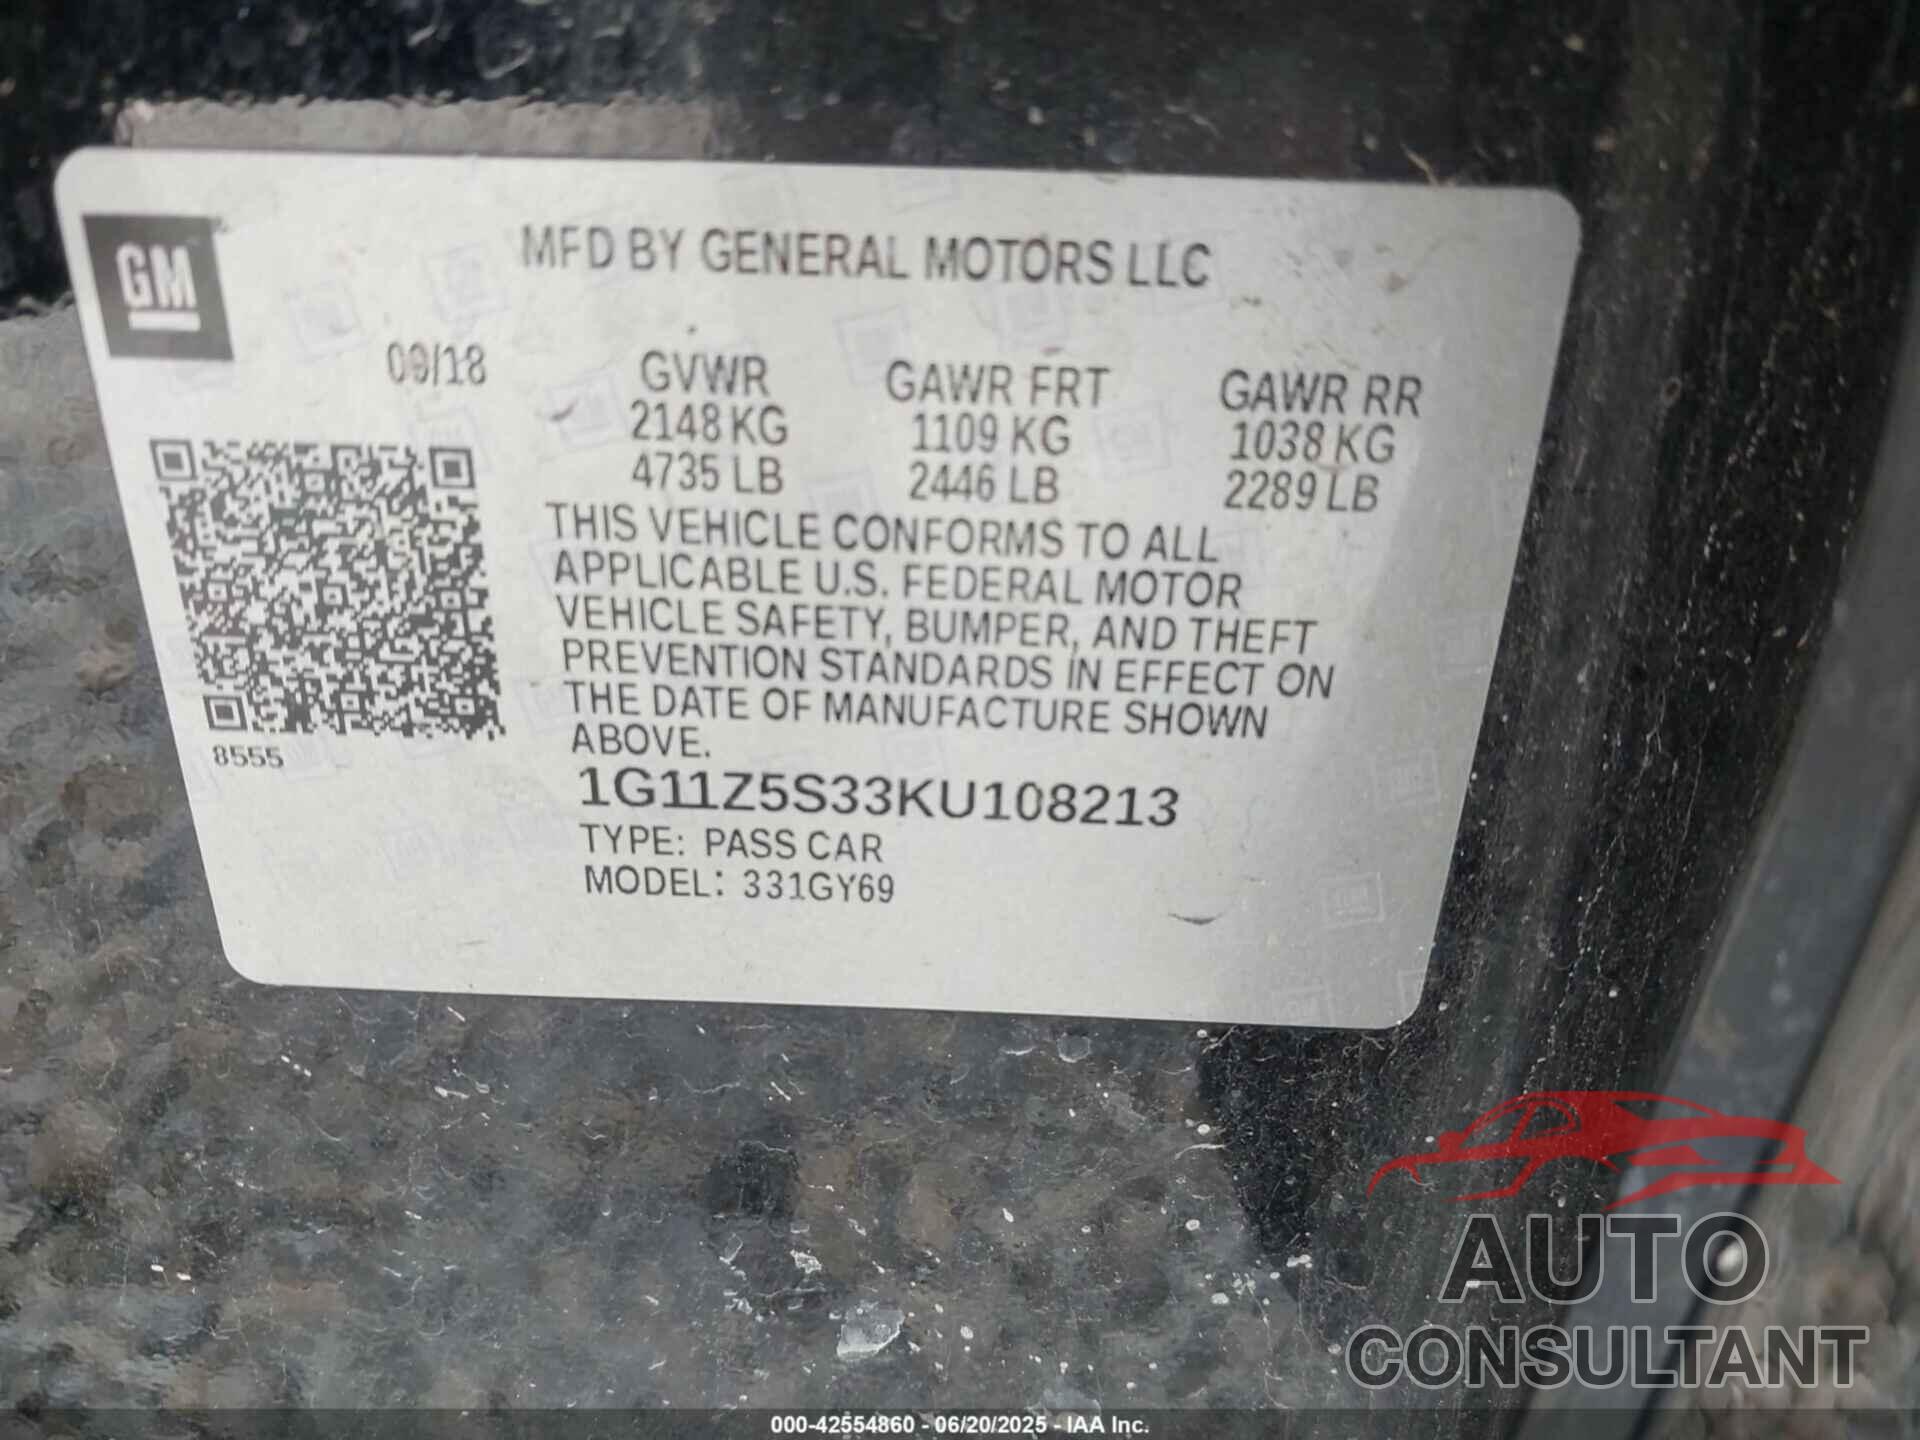 GM
MFD BY GENERAL MOTORS LLC
09/18
GVWR
2148 KG
4735 LB
GAWR FRT
1109 KG
2446 LB
GAWR RR
1038 KG
2289 LB
THIS VEHICLE CONFORMS TO ALL
APPLICABLE U.S. FEDERAL MOTOR
VEHICLE SAFETY, BUMPER, AND THEFT
PREVENTION STANDARDS IN EFFECT ON
THE DATE OF MANUFACTURE SHOWN
ABOVE.
8555
1G11Z5S33KU108213
TYPE: PASS CAR
MODEL: 331GY69
AUTO
CONSULTANT
000-42554860 - 06/20/2025 - IAA Inc.